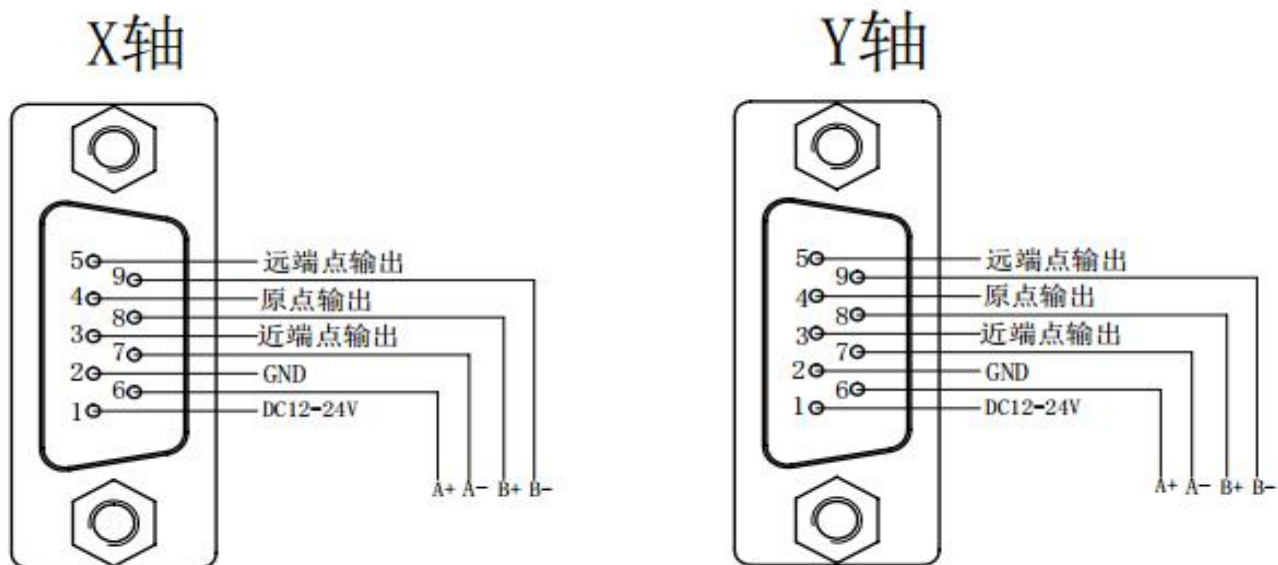 X轴
5 远端点输出
9
4 原点输出
8
3 近端点输出
7
2 GND
6
1 DC12-24V
A+ A- B+ B-
Y轴
5 远端点输出
9
4 原点输出
8
3 近端点输出
7
2 GND
6
1 DC12-24V
A+ A- B+ B-